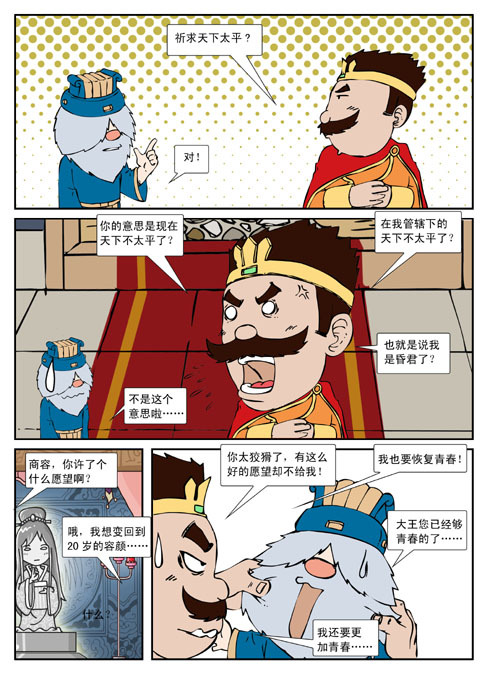 祈求天下太平？
对！
你的意思是现在
天下不太平了？
在我管辖下的
天下不太平了？
也就是说我
是昏君了？
不是这个
意思啦……
商容，你许了个
什么愿望啊？
哦，我想变回到
20 岁的容颜……
什么？
你太狡猾了，有这么
好的愿望却不给我！
我也要恢复青春！
大王您已经够
青春的了……
我还要更
加青春……